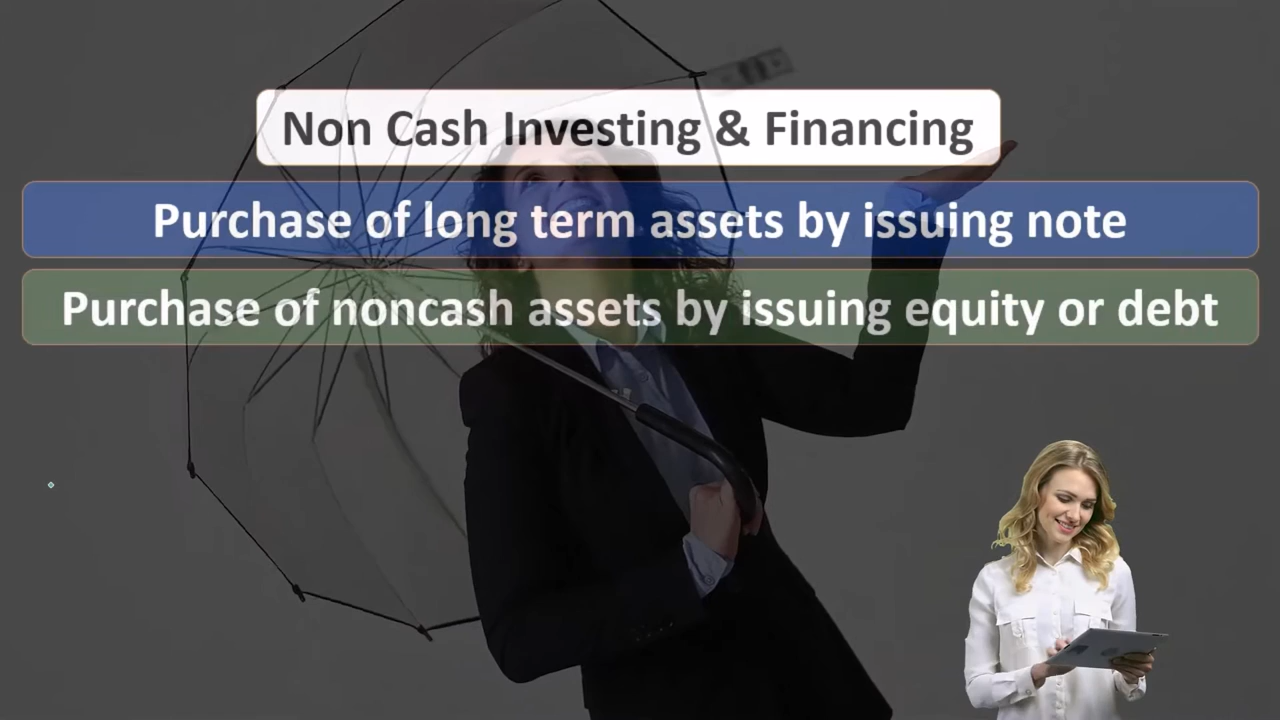 Non Cash Investing & Financing
Purchase of long term assets by issuing note
Purchase of noncash assets by issuing equity or debt